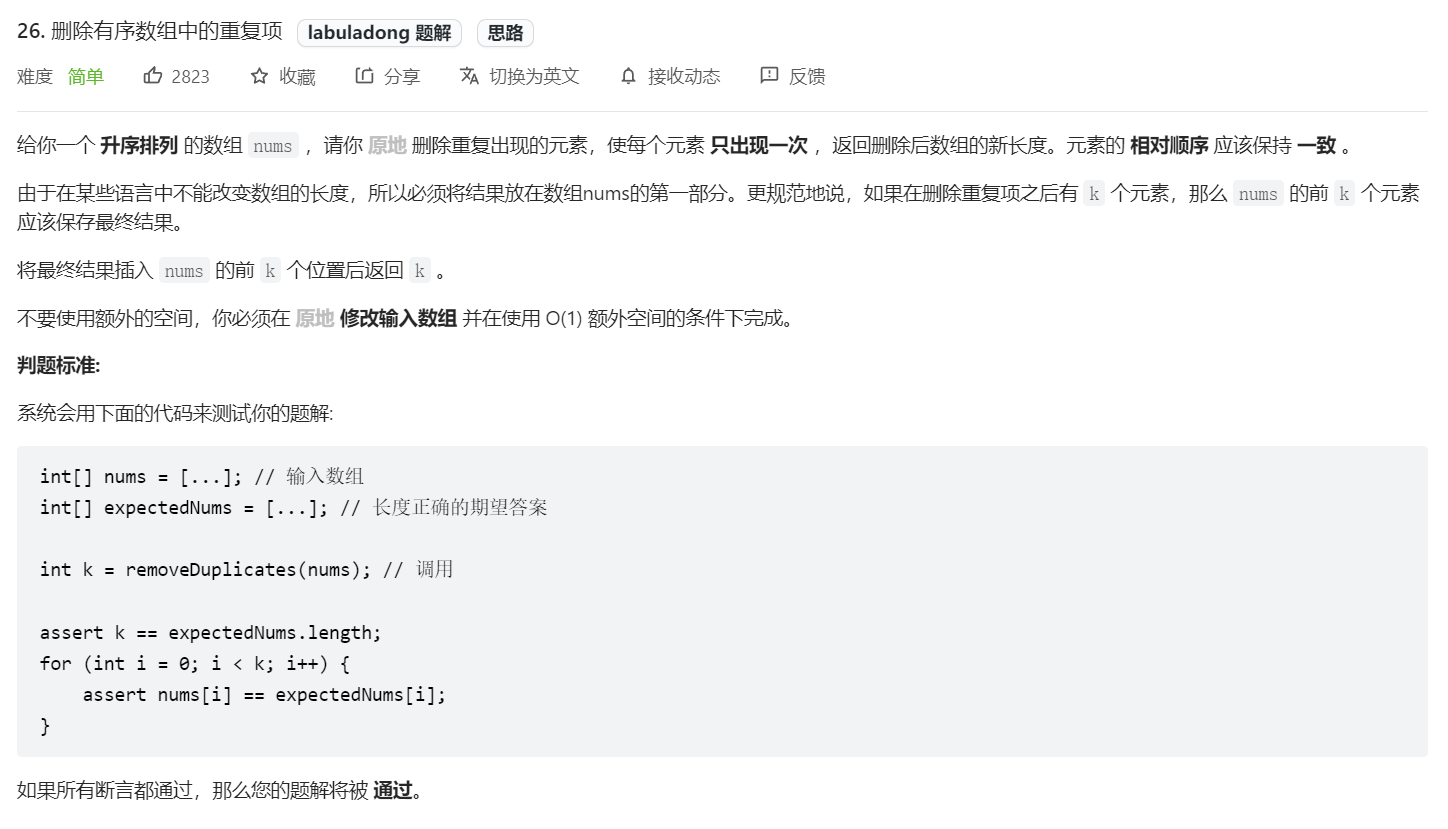 26. 删除有序数组中的重复项 labuladong 题解 思路
难度 简单 2823 收藏 分享 切换为英文 接收动态 反馈
给你一个 升序排列 的数组 nums ，请你 原地 删除重复出现的元素，使每个元素 只出现一次 ，返回删除后数组的新长度。元素的 相对顺序 应该保持 一致 。
由于在某些语言中不能改变数组的长度，所以必须将结果放在数组nums的第一部分。更规范地说，如果在删除重复项之后有 k 个元素，那么 nums 的前 k 个元素
应该保存最终结果。
将最终结果插入 nums 的前 k 个位置后返回 k 。
不要使用额外的空间，你必须在 原地 修改输入数组 并在使用 O(1) 额外空间的条件下完成。
判题标准:
系统会用下面的代码来测试你的题解:
int[] nums = [...]; // 输入数组
int[] expectedNums = [...]; // 长度正确的期望答案
int k = removeDuplicates(nums); // 调用
assert k == expectedNums.length;
for (int i = 0; i < k; i++) {
    assert nums[i] == expectedNums[i];
}
如果所有断言都通过，那么您的题解将被 通过。